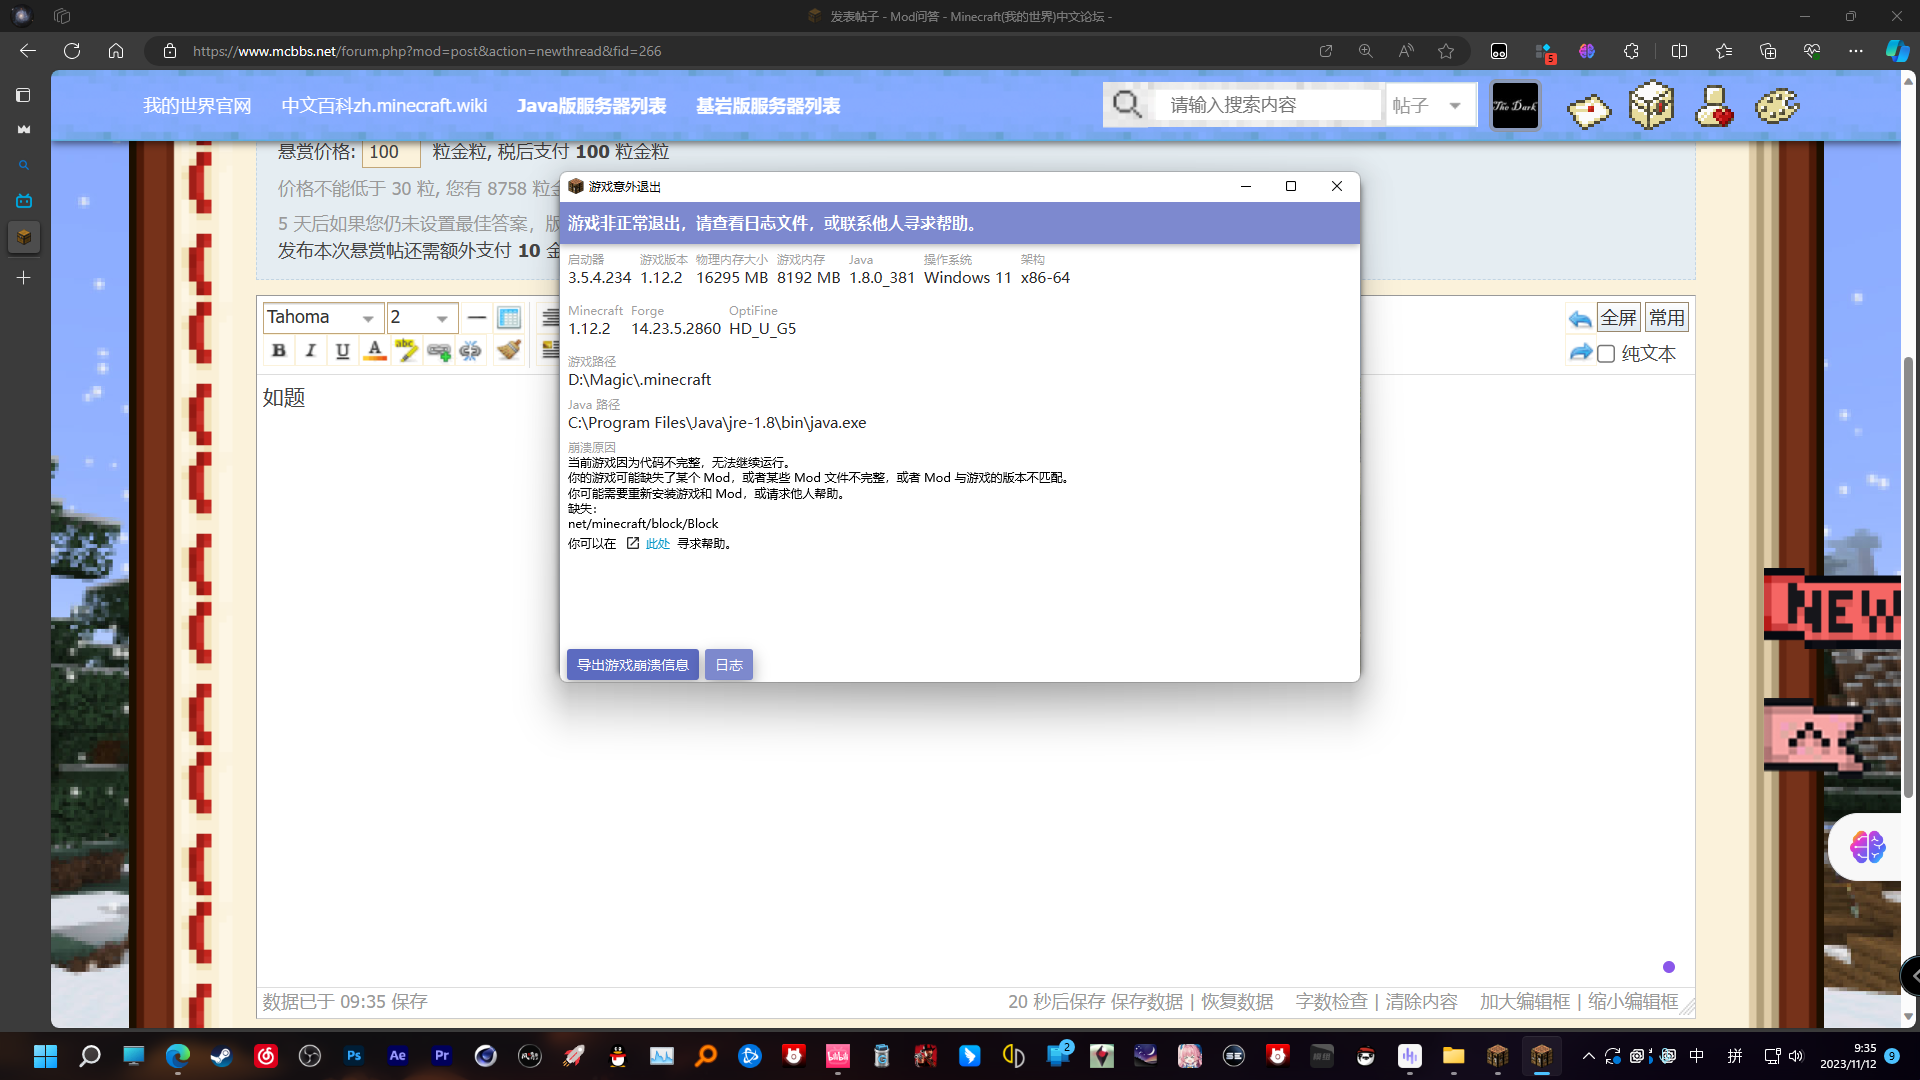 发表帖子 - Mod问答 - Minecraft(我的世界)中文论坛 -
https://www.mcbbs.net/forum.php?mod=post&action=newthread&fid=266
5
我的世界官网 中文百科zh.minecraft.wiki Java版服务器列表 基岩版服务器列表
请输入搜索内容 帖子
The Dark
悬赏价格: 100 粒金粒, 税后支付 100 粒金粒
价格不能低于 30 粒, 您有 8758 粒金
5 天后如果您仍未设置最佳答案，版
发布本次悬赏帖还需额外支付 10 金
游戏意外退出
游戏非正常退出，请查看日志文件，或联系他人寻求帮助。
启动器 游戏版本 物理内存大小 游戏内存 Java 操作系统 架构
3.5.4.234 1.12.2 16295 MB 8192 MB 1.8.0_381 Windows 11 x86-64
Minecraft Forge OptiFine
1.12.2 14.23.5.2860 HD_U_G5
游戏路径
D:\Magic\.minecraft
Java 路径
C:\Program Files\Java\jre-1.8\bin\java.exe
崩溃原因
当前游戏因为代码不完整，无法继续运行。
你的游戏可能缺失了某个 Mod，或者某些 Mod 文件不完整，或者 Mod 与游戏的版本不匹配。
你可能需要重新安装游戏和 Mod，或请求他人帮助。
缺失：
net/minecraft/block/Block
你可以在 此处 寻求帮助。
导出游戏崩溃信息 日志
Tahoma 2
B I U A abc
全屏 常用
纯文本
如题
NEW
数据已于 09:35 保存
20 秒后保存 保存数据 | 恢复数据 字数检查 | 清除内容 加大编辑框 | 缩小编辑框
Ps Ae Pr
2
中 拼
9:35
2023/11/12
9